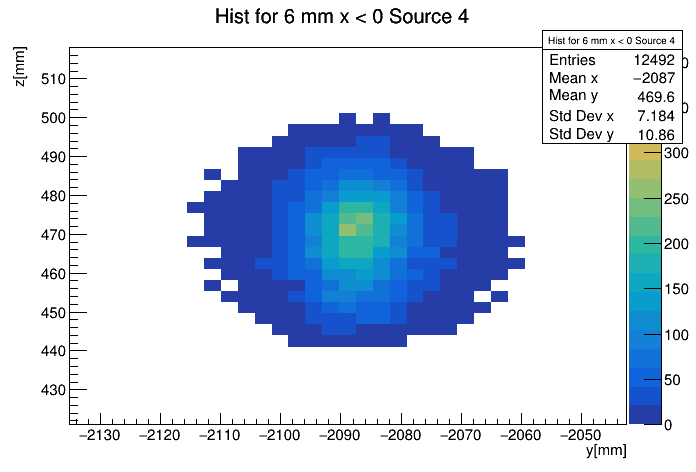 Hist for 6 mm x < 0 Source 4
z[mm]
Hist for 6 mm x < 0 Source 4
Entries 12492
Mean x −2087
Mean y 469.6
Std Dev x 7.184
Std Dev y 10.86
510
500
490
480
470
460
450
440
430
300
250
200
150
100
50
0
−2130 −2120 −2110 −2100 −2090 −2080 −2070 −2060 −2050
y[mm]